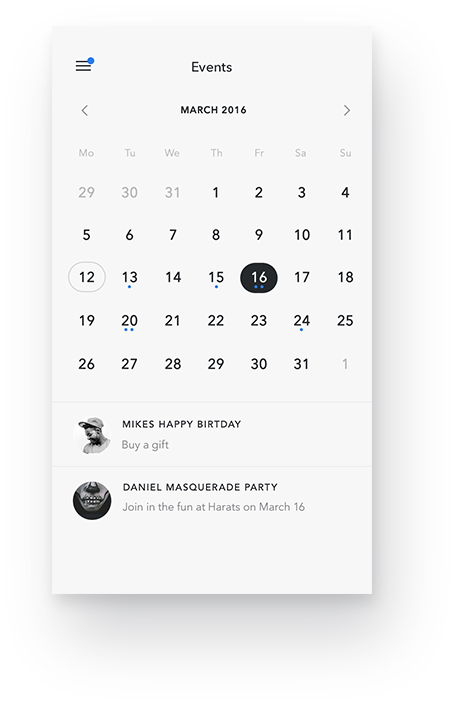 Events
MARCH 2016
Mo Tu We Th Fr Sa Su
29 30 31 1 2 3 4
5 6 7 8 9 10 11
12 13 14 15 16 17 18
19 20 21 22 23 24 25
26 27 28 29 30 31 1
MIKES HAPPY BIRTDAY
Buy a gift
DANIEL MASQUERADE PARTY
Join in the fun at Harats on March 16